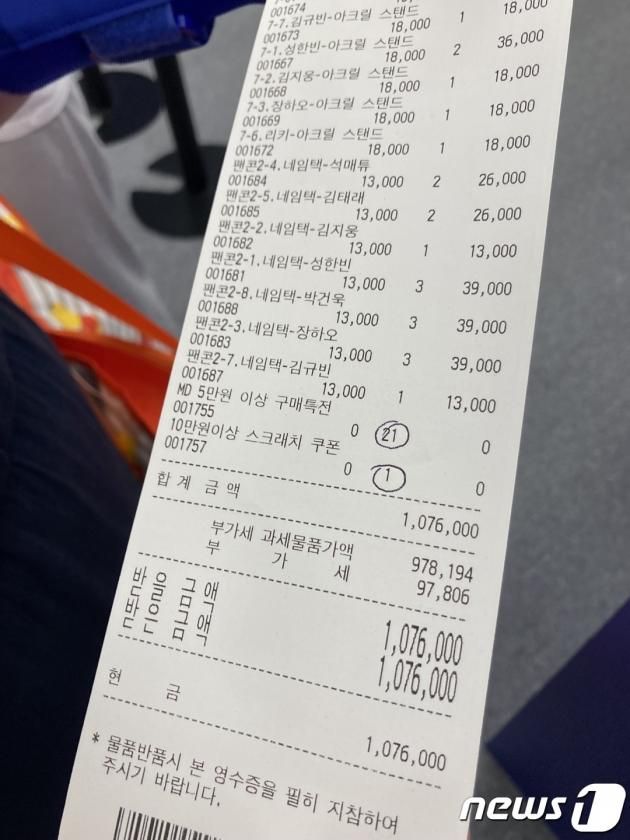 001674 18,000 1 18,000
7-7.김규빈-아크릴 스탠드
001673 18,000 2 36,000
7-1.성한빈-아크릴 스탠드
001667 18,000 1 18,000
7-2.김지웅-아크릴 스탠드
001668 18,000 1 18,000
7-3.장하오-아크릴 스탠드
001669 18,000 1 18,000
7-6.리키-아크릴 스탠드
001672
팬콘2-4.네임택-석매튜
001684 13,000 2 26,000
팬콘2-5.네임택-김태래
001685 13,000 2 26,000
팬콘2-2.네임택-김지웅
001682 13,000 1 13,000
팬콘2-1.네임택-성한빈
001681 13,000 3 39,000
팬콘2-8.네임택-박건욱
001688 13,000 3 39,000
팬콘2-3.네임택-장하오
001683 13,000 3 39,000
팬콘2-7.네임택-김규빈
001687 13,000 1 13,000
MD 5만원 이상 구매특전
001755 0 21 0
10만원이상 스크래치 쿠폰
001757 0 1 0
합계 금액 1,076,000
부가세 과세물품가액 978,194
부 가 세 97,806
받을 금액 1,076,000
받은 금액 1,076,000
현 금 1,076,000
* 물품반품시 본 영수증을 필히 지참하여
주시기 바랍니다.
news1